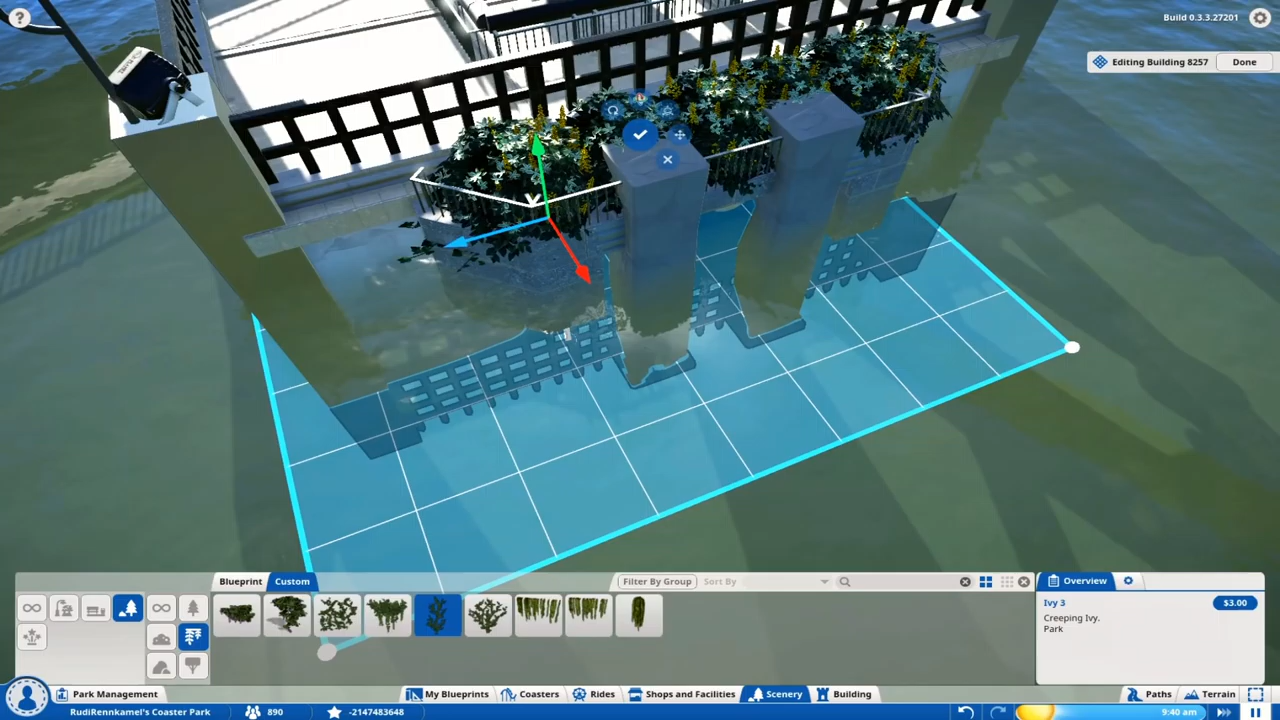 ?
Build 0.3.3.27201
Editing Building 8257
Done
Blueprint
Custom
Filter By Group
Sort By
Overview
Ivy 3
$3.00
Creeping Ivy.
Park
Park Management
My Blueprints
Coasters
Rides
Shops and Facilities
Scenery
Building
Paths
Terrain
RudiRennkamel's Coaster Park
890
-2147483648
9:40 am